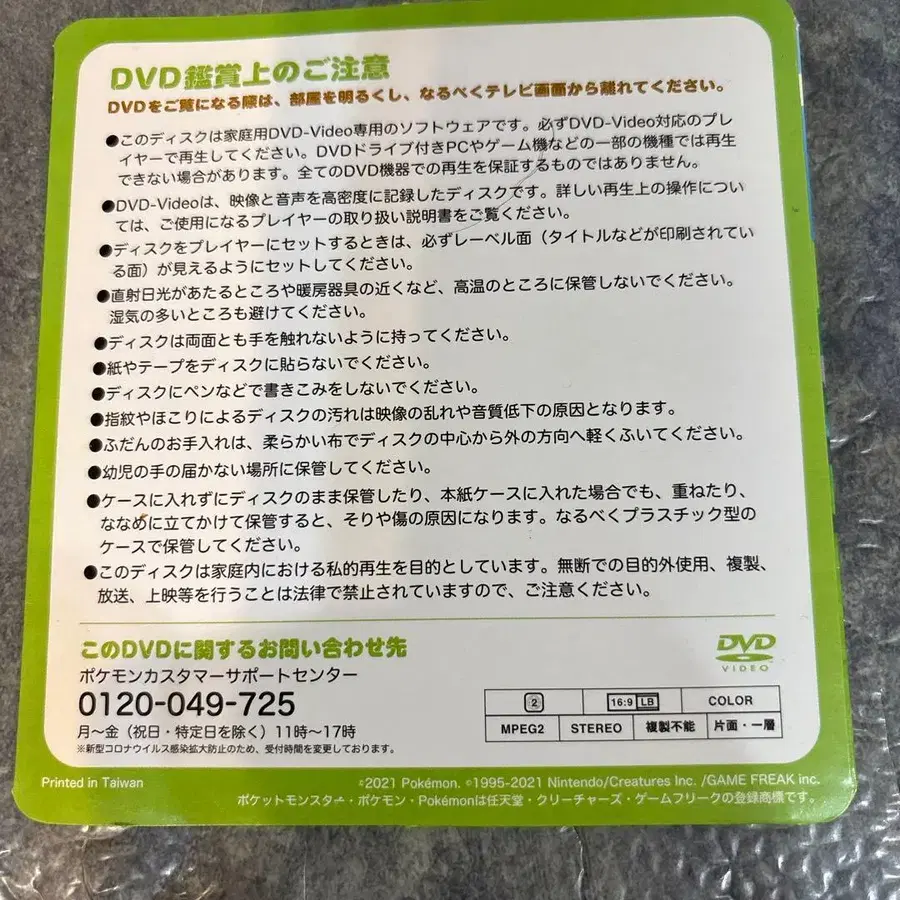 DVD鑑賞上のご注意
DVDをご覧になる際は、部屋を明るくし、なるべくテレビ画面から離れてください。
●このディスクは家庭用DVD-Video専用のソフトウェアです。必ずDVD-Video対応のプレ
イヤーで再生してください。DVDドライブ付きPCやゲーム機などの一部の機種では再生
できない場合があります。全てのDVD機器での再生を保証するものではありません。
●DVD-Videoは、映像と音声を高密度に記録したディスクです。詳しい再生上の操作につい
ては、ご使用になるプレイヤーの取り扱い説明書をご覧ください。
●ディスクをプレイヤーにセットするときは、必ずレーベル面（タイトルなどが印刷されてい
る面）が見えるようにセットしてください。
●直射日光があたるところや暖房器具の近くなど、高温のところに保管しないでください。
湿気の多いところも避けてください。
●ディスクは両面とも手を触れないように持ってください。
●紙やテープをディスクに貼らないでください。
●ディスクにペンなどで書きこみをしないでください。
●指紋やほこりによるディスクの汚れは映像の乱れや音質低下の原因となります。
●ふだんのお手入れは、柔らかい布でディスクの中心から外の方向へ軽くふいてください。
●幼児の手の届かない場所に保管してください。
●ケースに入れずにディスクのまま保管したり、本紙ケースに入れた場合でも、重ねたり、
ななめに立てかけて保管すると、そりや傷の原因になります。なるべくプラスチック型の
ケースで保管してください。
●このディスクは家庭内における私的再生を目的としています。無断での目的外使用、複製、
放送、上映等を行うことは法律で禁止されていますので、ご注意ください。
このDVDに関するお問い合わせ先
ポケモンカスタマーサポートセンター
0120-049-725
月〜金（祝日・特定日を除く）11時〜17時
※新型コロナウイルス感染拡大防止のため、受付時間を変更しております。
DVD
VIDEO
2 16:9 LB COLOR
MPEG2 STEREO 複製不能 片面・一層
Printed in Taiwan
©2021 Pokémon. ©1995-2021 Nintendo/Creatures Inc. /GAME FREAK inc.
ポケットモンスター・ポケモン・Pokémonは任天堂・クリーチャーズ・ゲームフリークの登録商標です。